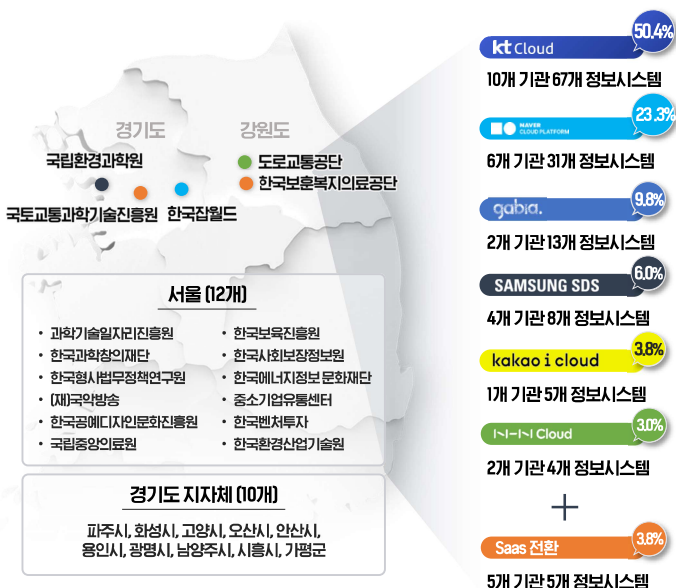 경기도
강원도
국립환경과학원
국토교통과학기술진흥원
한국잡월드
도로교통공단
한국보훈복지의료공단
서울 (12개)
• 과학기술일자리진흥원
• 한국과학창의재단
• 한국형사법무정책연구원
• (재)국악방송
• 한국공예디자인문화진흥원
• 국립중앙의료원
• 한국보육진흥원
• 한국사회보장정보원
• 한국에너지정보문화재단
• 중소기업유통센터
• 한국벤처투자
• 한국환경산업기술원
경기도 지자체 (10개)
파주시, 화성시, 고양시, 오산시, 안산시,
용인시, 광명시, 남양주시, 시흥시, 가평군
kt Cloud
50.4%
10개 기관 67개 정보시스템
NAVER
CLOUD PLATFORM
23.3%
6개 기관 31개 정보시스템
gabia.
9.8%
2개 기관 13개 정보시스템
SAMSUNG SDS
6.0%
4개 기관 8개 정보시스템
kakao i cloud
3.8%
1개 기관 5개 정보시스템
NHN Cloud
3.0%
2개 기관 4개 정보시스템
+
Saas 전환
3.8%
5개 기관 5개 정보시스템